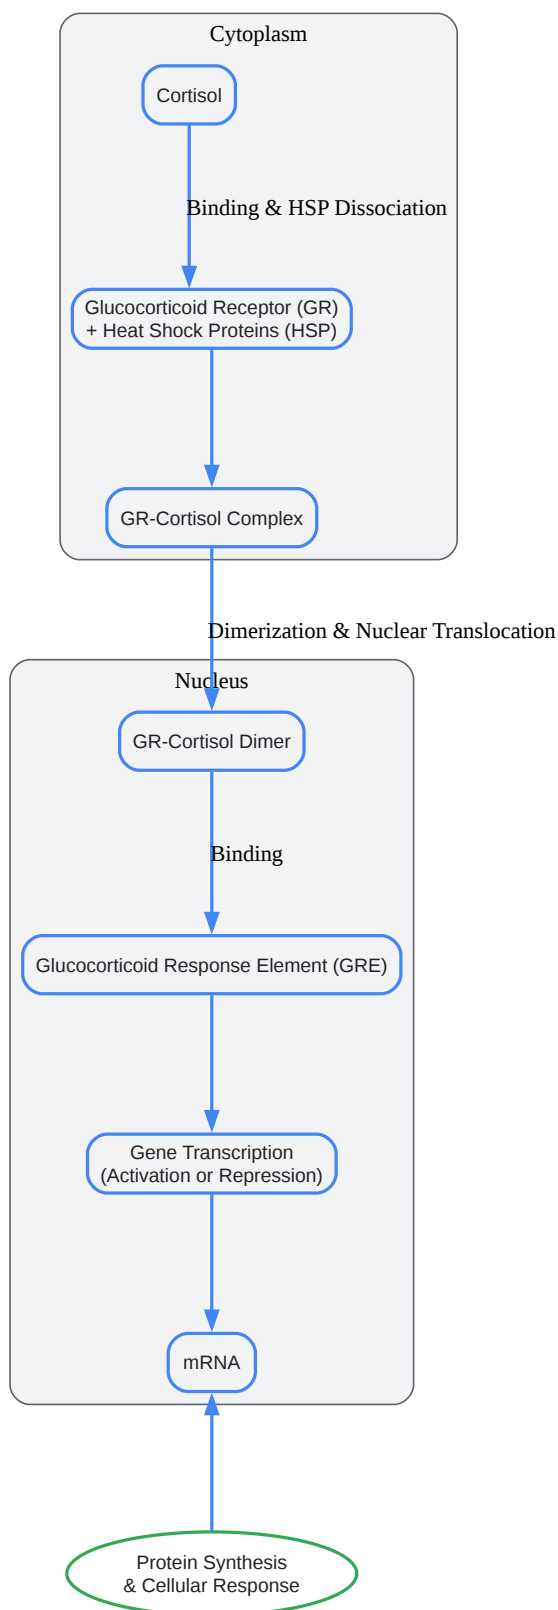 Cytoplasm
Cortisol
Binding & HSP Dissociation
Glucocorticoid Receptor (GR)
+ Heat Shock Proteins (HSP)
GR-Cortisol Complex
Dimerization & Nuclear Translocation
Nucleus
GR-Cortisol Dimer
Binding
Glucocorticoid Response Element (GRE)
Gene Transcription
(Activation or Repression)
mRNA
Protein Synthesis
& Cellular Response